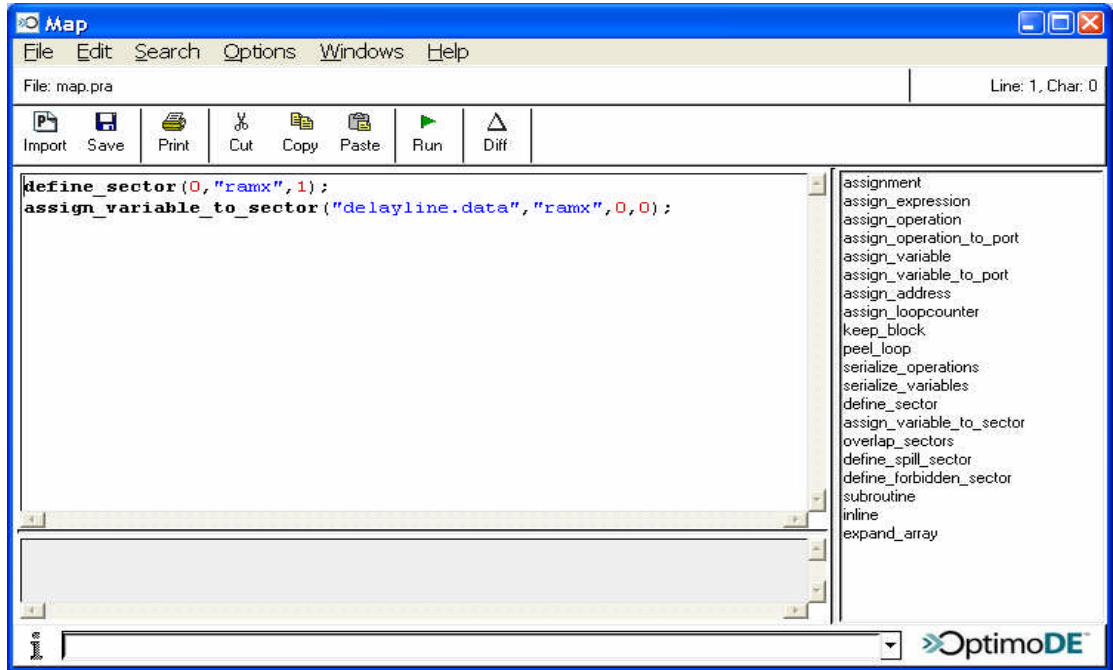 Map
File Edit Search Options Windows Help
File: map.pra
Line: 1, Char: 0
Import Save Print Cut Copy Paste Run Diff
define_sector(0,"ramx",1);
assign_variable_to_sector("delayline.data","ramx",0,0);
assignment
assign_expression
assign_operation
assign_operation_to_port
assign_variable
assign_variable_to_port
assign_address
assign_loopcounter
keep_block
peel_loop
serialize_operations
serialize_variables
define_sector
assign_variable_to_sector
overlap_sectors
define_spill_sector
define_forbidden_sector
subroutine
inline
expand_array
OptimoDE